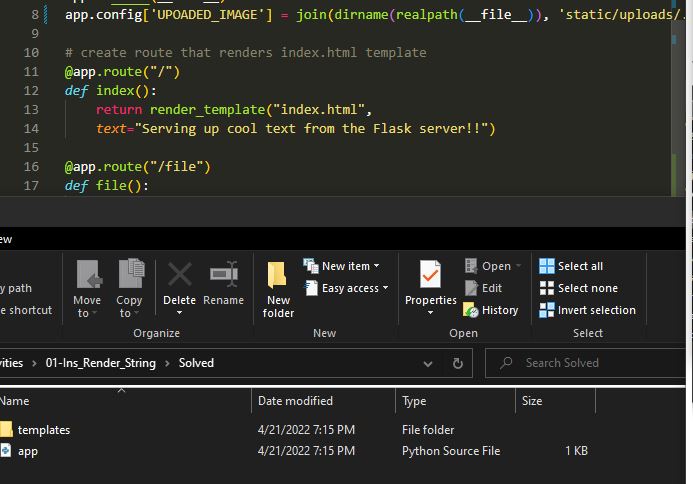 8 app.config['UPOADED_IMAGE'] = join(dirname(realpath(__file__)), 'static/uploads/.
9
10 # create route that renders index.html template
11 @app.route("/")
12 def index():
13 return render_template("index.html",
14 text="Serving up cool text from the Flask server!!")
15
16 @app.route("/file")
17 def file():
ew
Move to
Copy to
Delete
Rename
New folder
New item
Easy access
Properties
Open
Edit
History
Select all
Select none
Invert selection
y path
e shortcut
Organize
New
Open
Select
vities > 01-Ins_Render_String > Solved
Search Solved
Name Date modified Type Size
templates 4/21/2022 7:15 PM File folder
app 4/21/2022 7:15 PM Python Source File 1 KB